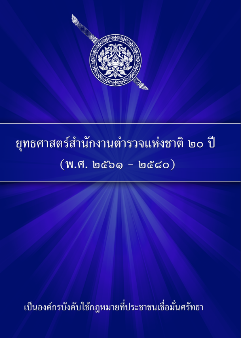 ยุทธศาสตร์สำนักงานตำรวจแห่งชาติ ๒๐ ปี
(พ.ศ. ๒๕๖๑ - ๒๕๘๐)
เป็นองค์กรบังคับใช้กฎหมายที่ประชาชนเชื่อมั่นศรัทธา